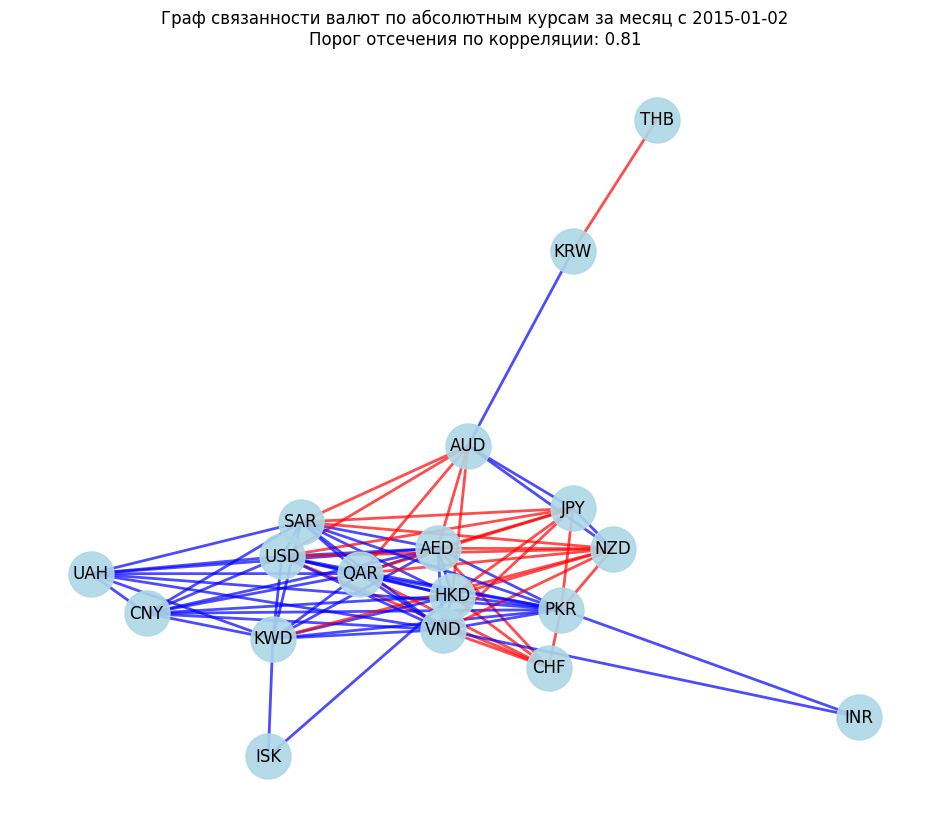 Граф связанности валют по абсолютным курсам за месяц с 2015-01-02
Порог отсечения по корреляции: 0.81
THB
KRW
AUD
JPY
SAR
AED
NZD
USD
QAR
UAH
HKD
CNY
PKR
VND
KWD
CHF
INR
ISK